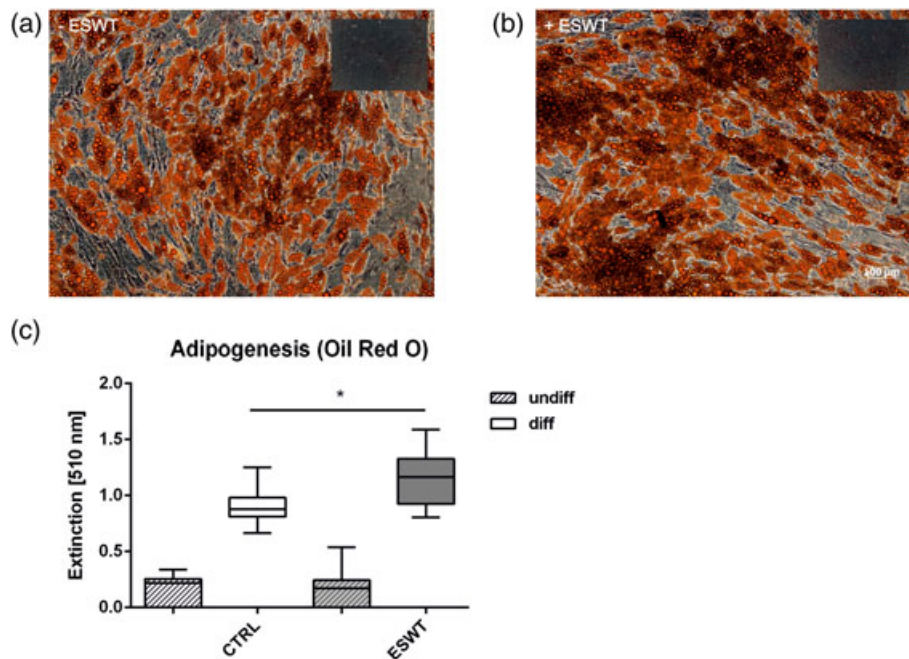 (a)
- ESWT
(b)
+ ESWT
100 µm
(c)
Adipogenesis (Oil Red O)
Extinction [510 nm]
2.0
1.5
1.0
0.5
0.0
*
undiff
diff
CTRL
ESWT